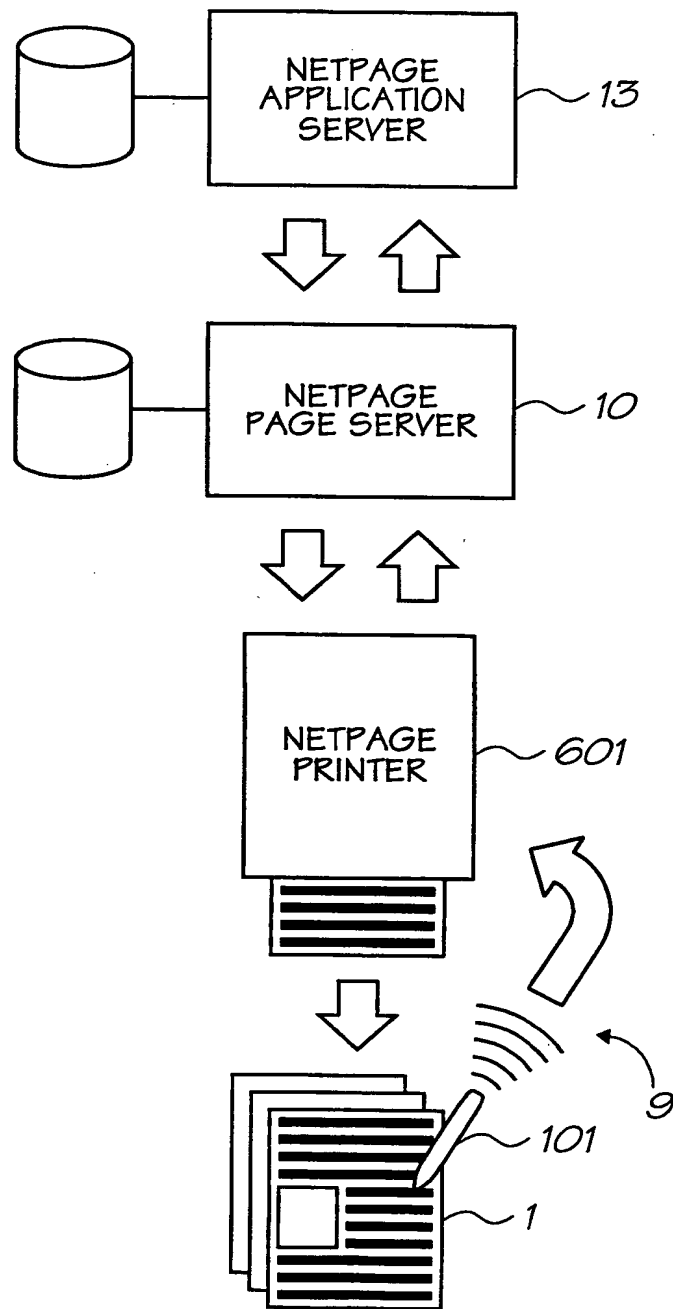 NETPAGE
APPLICATION
SERVER
13
NETPAGE
PAGE SERVER
10
NETPAGE
PRINTER
601
9
101
1